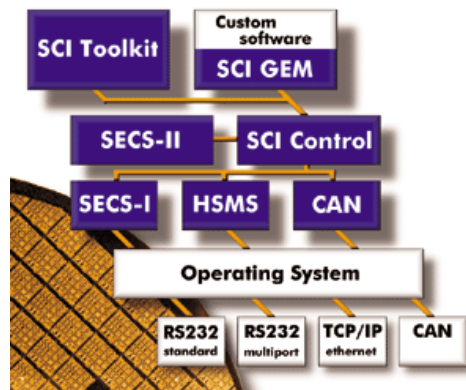 SCI Toolkit
Custom
software
SCI GEM
SECS-II
SCI Control
SECS-I
HSMS
CAN
Operating System
RS232
standard
RS232
multiport
TCP/IP
ethernet
CAN